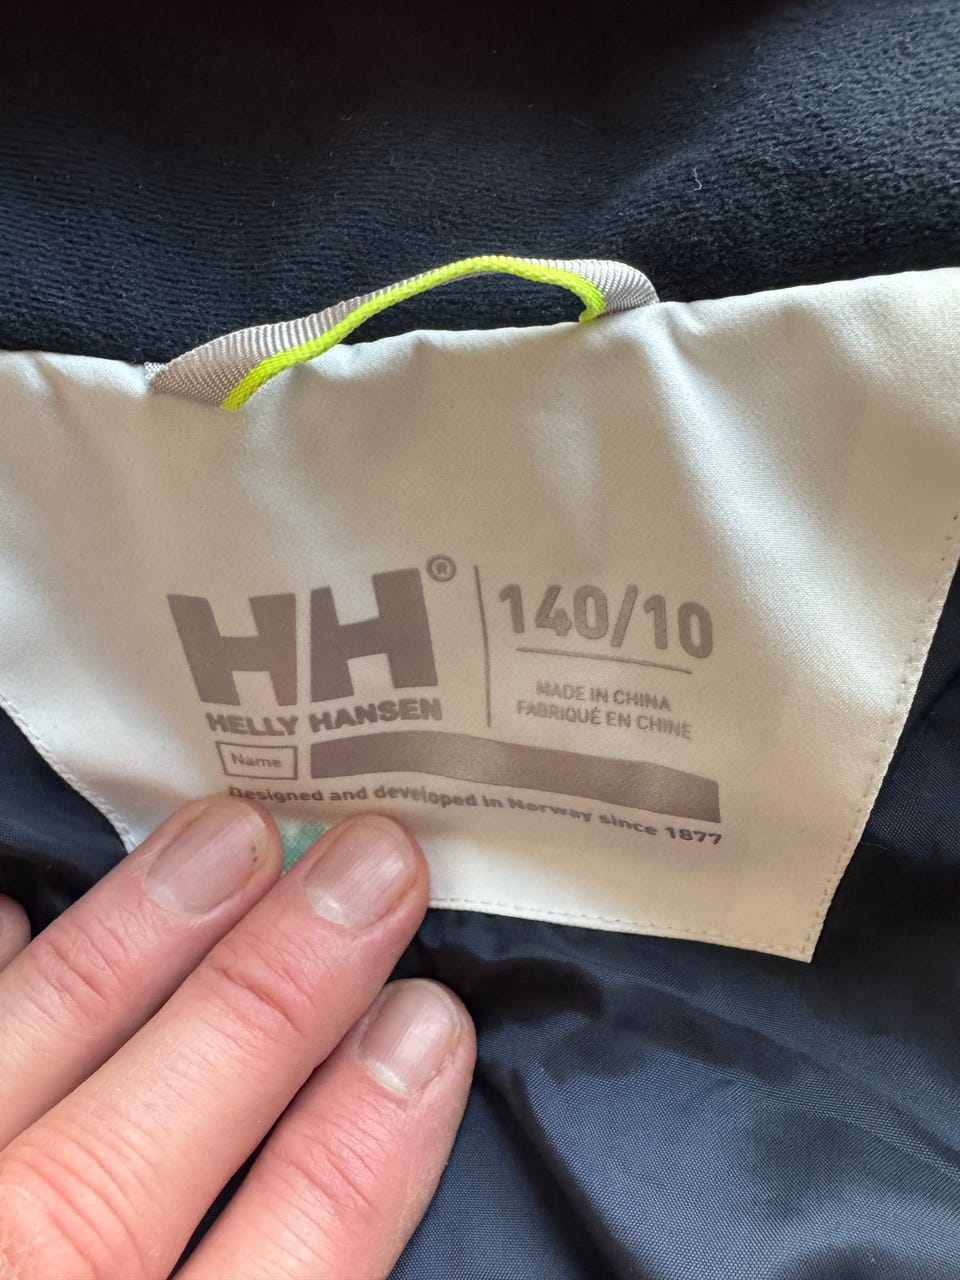 HH®
HELLY HANSEN
140/10
MADE IN CHINA
FABRIQUÉ EN CHINE
Name
Designed and developed in Norway since 1877